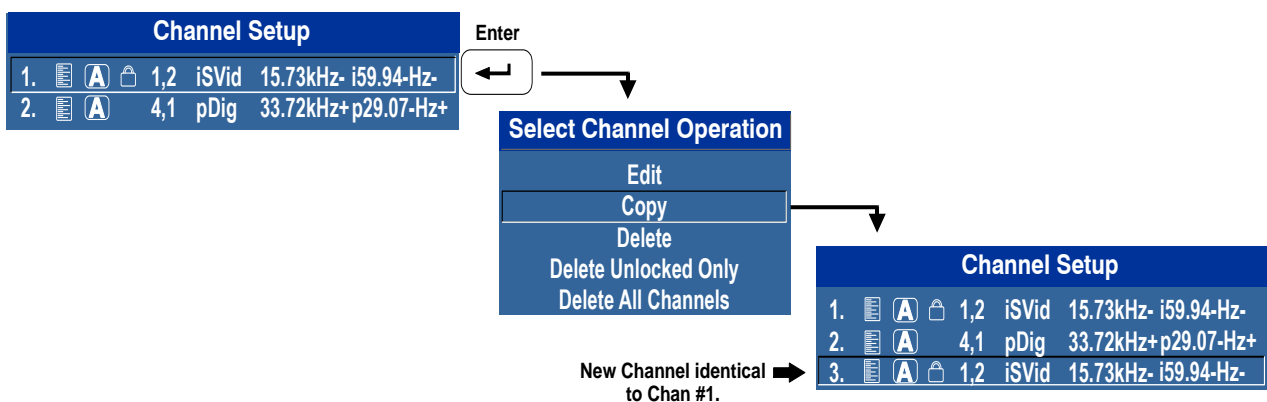 Channel Setup
1. A 1,2 iSVid 15.73kHz- i59.94-Hz-
2. A 4,1 pDig 33.72kHz+ p29.07-Hz+
Enter
Select Channel Operation
Edit
Copy
Delete
Delete Unlocked Only
Delete All Channels
Channel Setup
1. A 1,2 iSVid 15.73kHz- i59.94-Hz-
2. A 4,1 pDig 33.72kHz+ p29.07-Hz+
3. A 1,2 iSVid 15.73kHz- i59.94-Hz-
New Channel identical
to Chan #1.